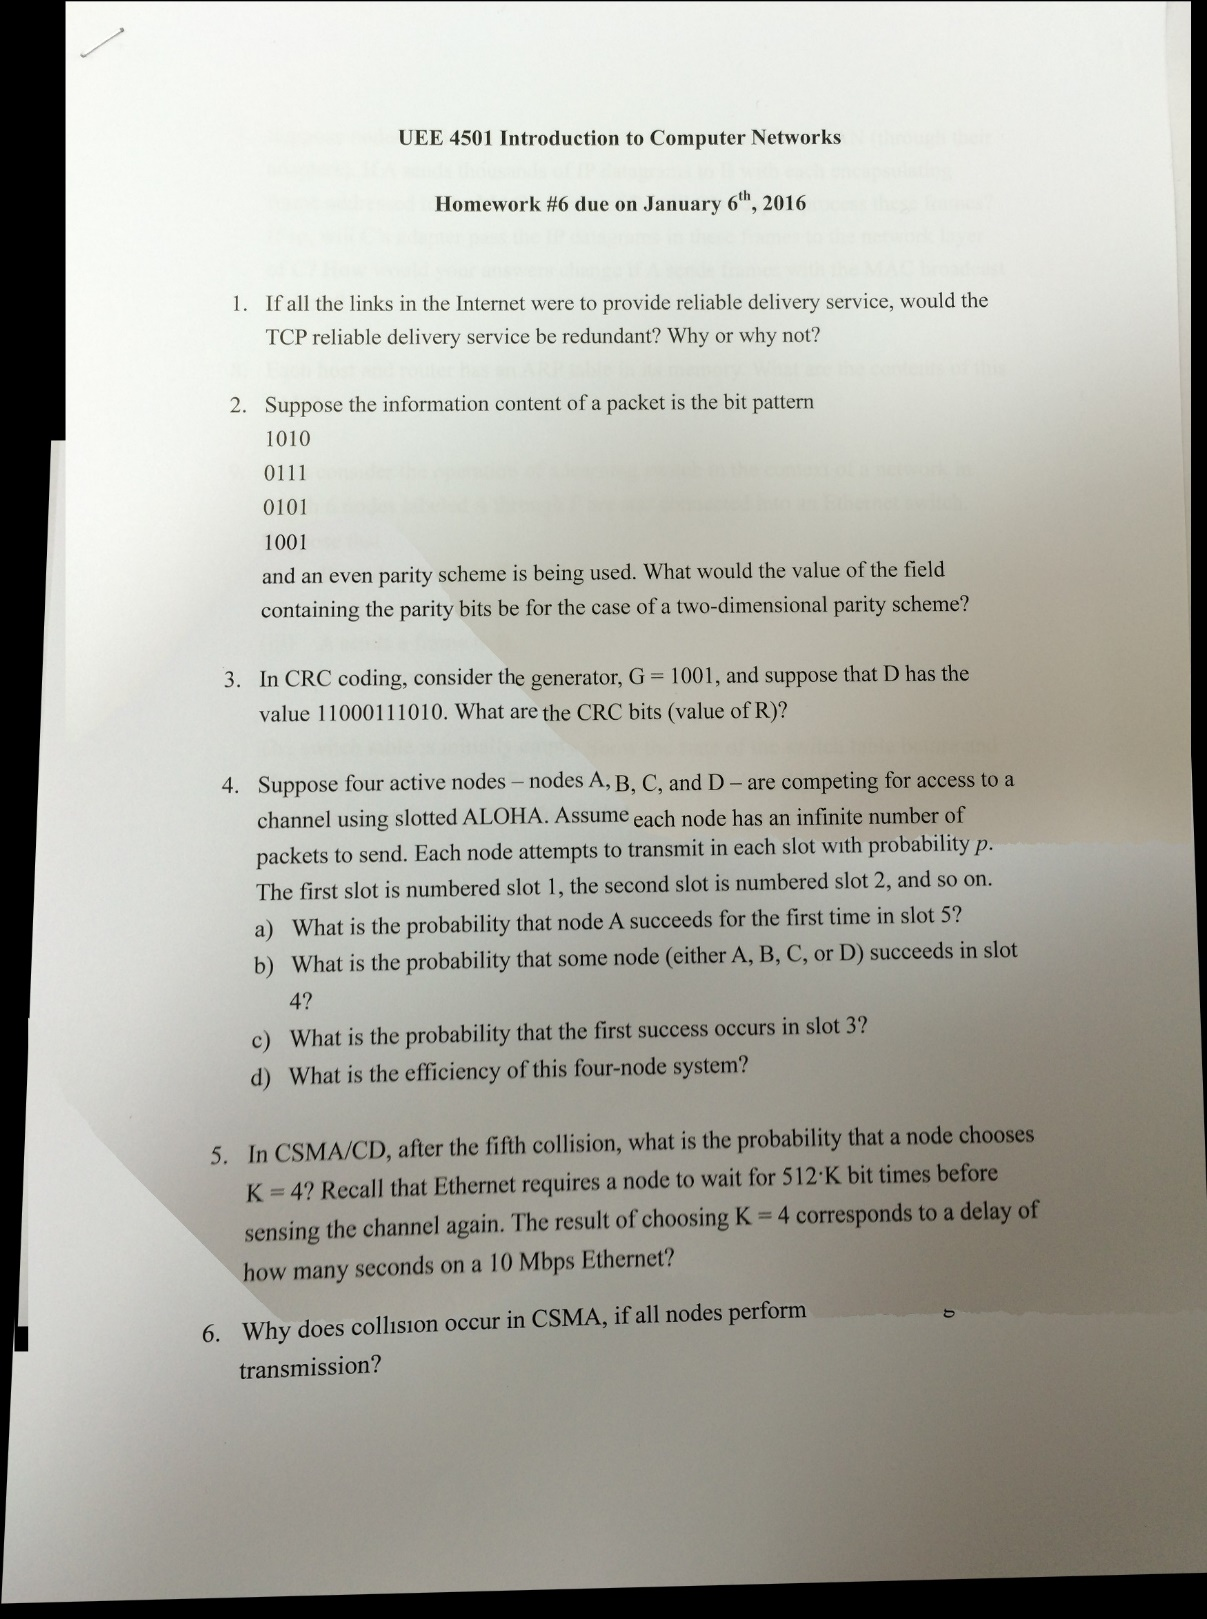 UEE 4501 Introduction to Computer Networks
Homework #6 due on January 6th, 2016
1. If all the links in the Internet were to provide reliable delivery service, would the
TCP reliable delivery service be redundant? Why or why not?
2. Suppose the information content of a packet is the bit pattern
1010
0111
0101
1001
and an even parity scheme is being used. What would the value of the field
containing the parity bits be for the case of a two-dimensional parity scheme?
3. In CRC coding, consider the generator, G = 1001, and suppose that D has the
value 11000111010. What are the CRC bits (value of R)?
4. Suppose four active nodes – nodes A, B, C, and D – are competing for access to a
channel using slotted ALOHA. Assume each node has an infinite number of
packets to send. Each node attempts to transmit in each slot with probability p.
The first slot is numbered slot 1, the second slot is numbered slot 2, and so on.
a) What is the probability that node A succeeds for the first time in slot 5?
b) What is the probability that some node (either A, B, C, or D) succeeds in slot
4?
c) What is the probability that the first success occurs in slot 3?
d) What is the efficiency of this four-node system?
5. In CSMA/CD, after the fifth collision, what is the probability that a node chooses
K = 4? Recall that Ethernet requires a node to wait for 512·K bit times before
sensing the channel again. The result of choosing K = 4 corresponds to a delay of
how many seconds on a 10 Mbps Ethernet?
6. Why does collision occur in CSMA, if all nodes perform
transmission?